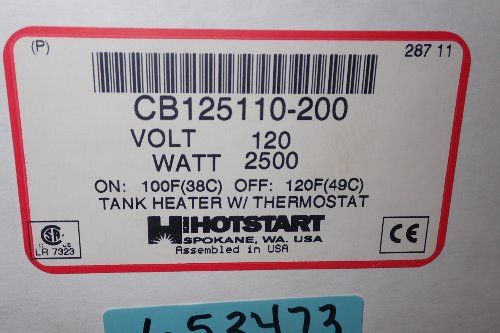 (P) 287 11
CB125110-200
VOLT 120
WATT 2500
ON: 100F(38C) OFF: 120F(49C)
TANK HEATER W/ THERMOSTAT
HOTSTART
SPOKANE, WA. USA
Assembled in USA
LR 7323
CE